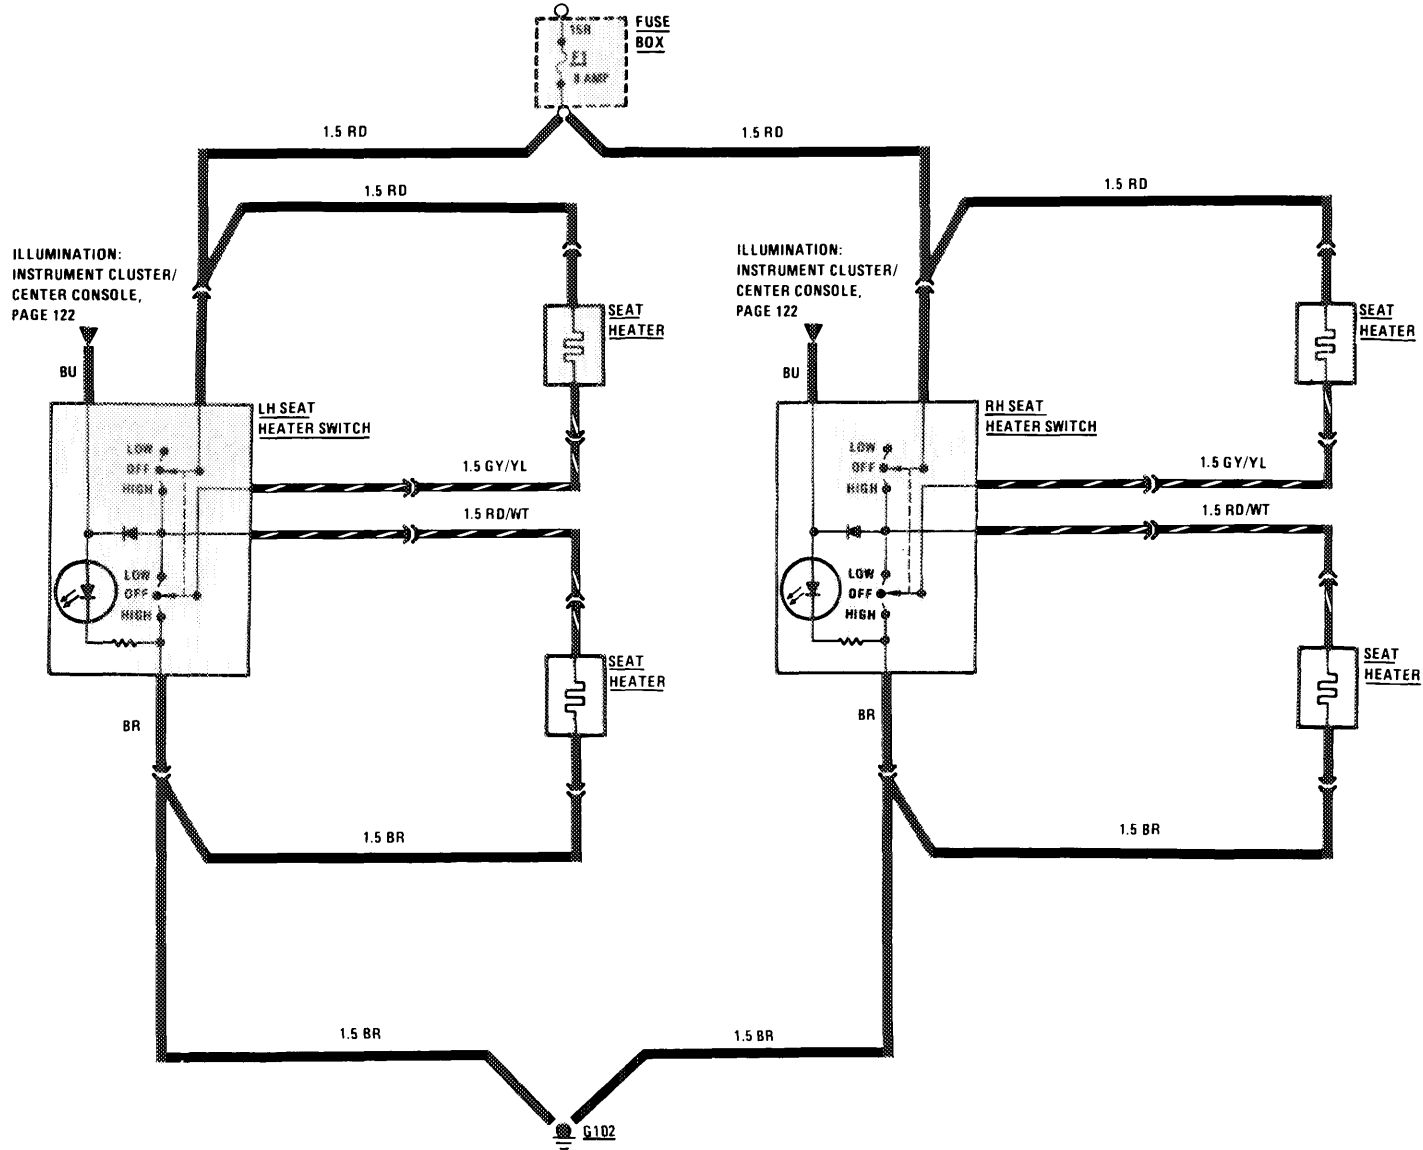 FUSE
BOX
8 AMP
1.5 RD
1.5 RD
1.5 RD
1.5 RD
ILLUMINATION:
INSTRUMENT CLUSTER/
CENTER CONSOLE,
PAGE 122
ILLUMINATION:
INSTRUMENT CLUSTER/
CENTER CONSOLE,
PAGE 122
SEAT
HEATER
SEAT
HEATER
BU
BU
LH SEAT
HEATER SWITCH
RH SEAT
HEATER SWITCH
LOW
OFF
HIGH
LOW
OFF
HIGH
1.5 GY/YL
1.5 GY/YL
1.5 RD/WT
1.5 RD/WT
LOW
OFF
HIGH
LOW
OFF
HIGH
SEAT
HEATER
SEAT
HEATER
BR
BR
1.5 BR
1.5 BR
1.5 BR
1.5 BR
G102